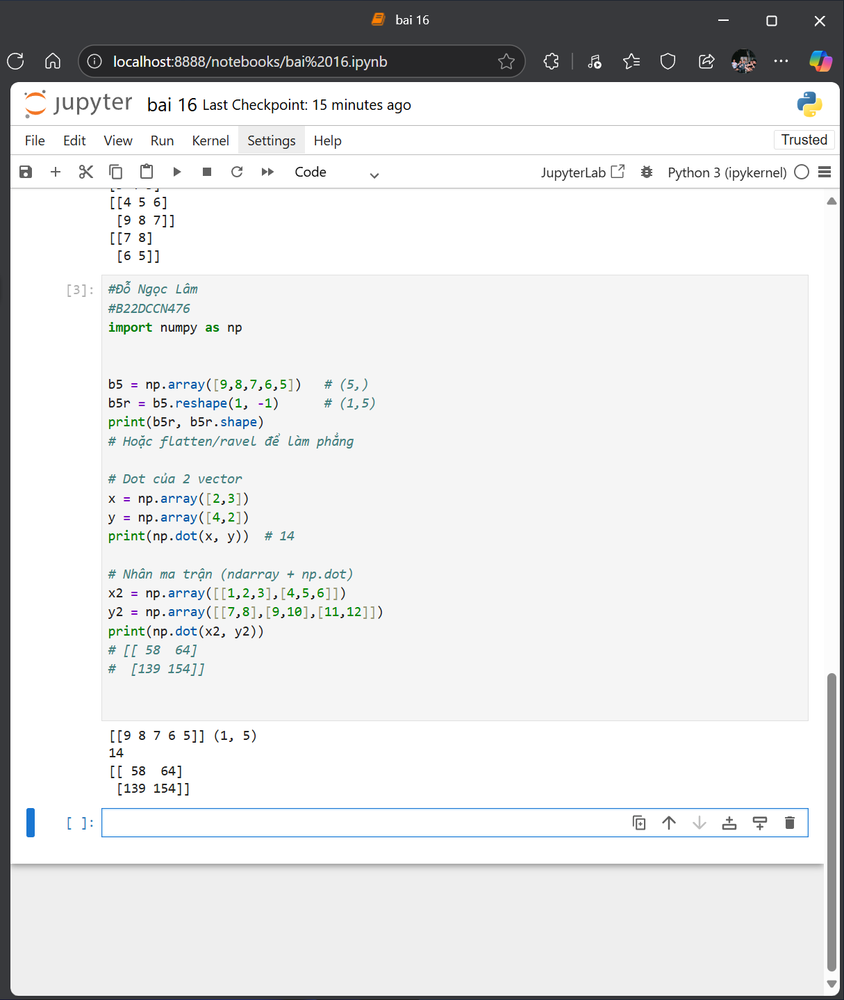 bai 16
localhost:8888/notebooks/bai%2016.ipynb
jupyter bai 16 Last Checkpoint: 15 minutes ago
File Edit View Run Kernel Settings Help Trusted
Code JupyterLab Python 3 (ipykernel)
[[4 5 6]
[9 8 7]]
[[7 8]
[6 5]]
[3]: #Đỗ Ngọc Lâm
#B22DCCN476
import numpy as np
b5 = np.array([9,8,7,6,5]) # (5,)
b5r = b5.reshape(1, -1) # (1,5)
print(b5r, b5r.shape)
# Hoặc flatten/ravel để làm phẳng
# Dot của 2 vector
x = np.array([2,3])
y = np.array([4,2])
print(np.dot(x, y)) # 14
# Nhân ma trận (ndarray + np.dot)
x2 = np.array([[1,2,3],[4,5,6]])
y2 = np.array([[7,8],[9,10],[11,12]])
print(np.dot(x2, y2))
# [[ 58 64]
# [139 154]]
[[9 8 7 6 5]] (1, 5)
14
[[ 58 64]
[139 154]]
[ ]: